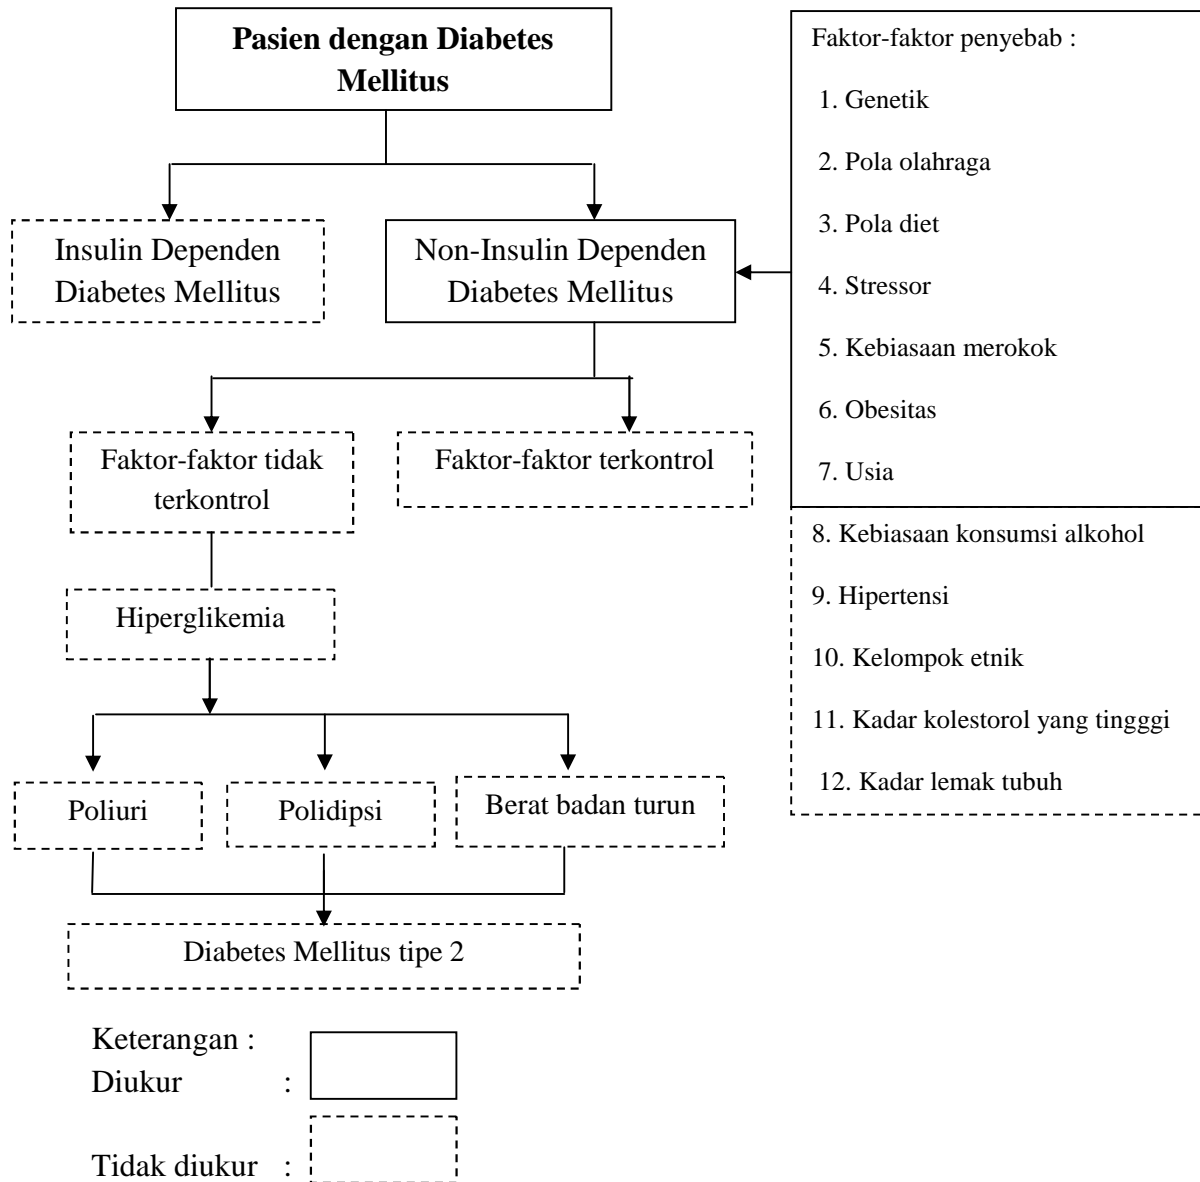 Pasien dengan Diabetes
Mellitus
Faktor-faktor penyebab :
1. Genetik
2. Pola olahraga
3. Pola diet
4. Stressor
5. Kebiasaan merokok
6. Obesitas
7. Usia
8. Kebiasaan konsumsi alkohol
9. Hipertensi
10. Kelompok etnik
11. Kadar kolestorol yang tingggi
12. Kadar lemak tubuh
Insulin Dependen
Diabetes Mellitus
Non-Insulin Dependen
Diabetes Mellitus
Faktor-faktor tidak
terkontrol
Faktor-faktor terkontrol
Hiperglikemia
Poliuri
Polidipsi
Berat badan turun
Diabetes Mellitus tipe 2
Keterangan :
Diukur :
Tidak diukur :